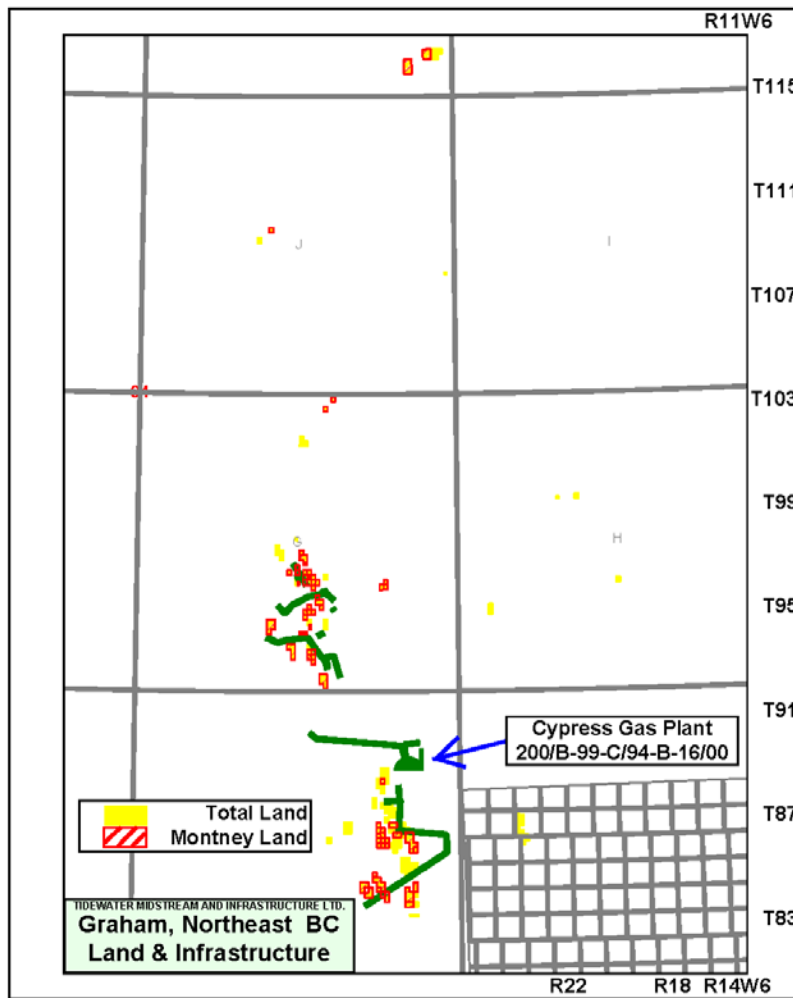 R11W6
T115
T111
J
I
T107
94
T103
T99
G
H
T95
T91
Cypress Gas Plant
200/B-99-C/94-B-16/00
Total Land
T87
Montney Land
TIDEWATER MIDSTREAM AND INFRASTRUCTURE LTD.
Graham, Northeast BC
T83
Land & Infrastructure
R22 R18 R14W6